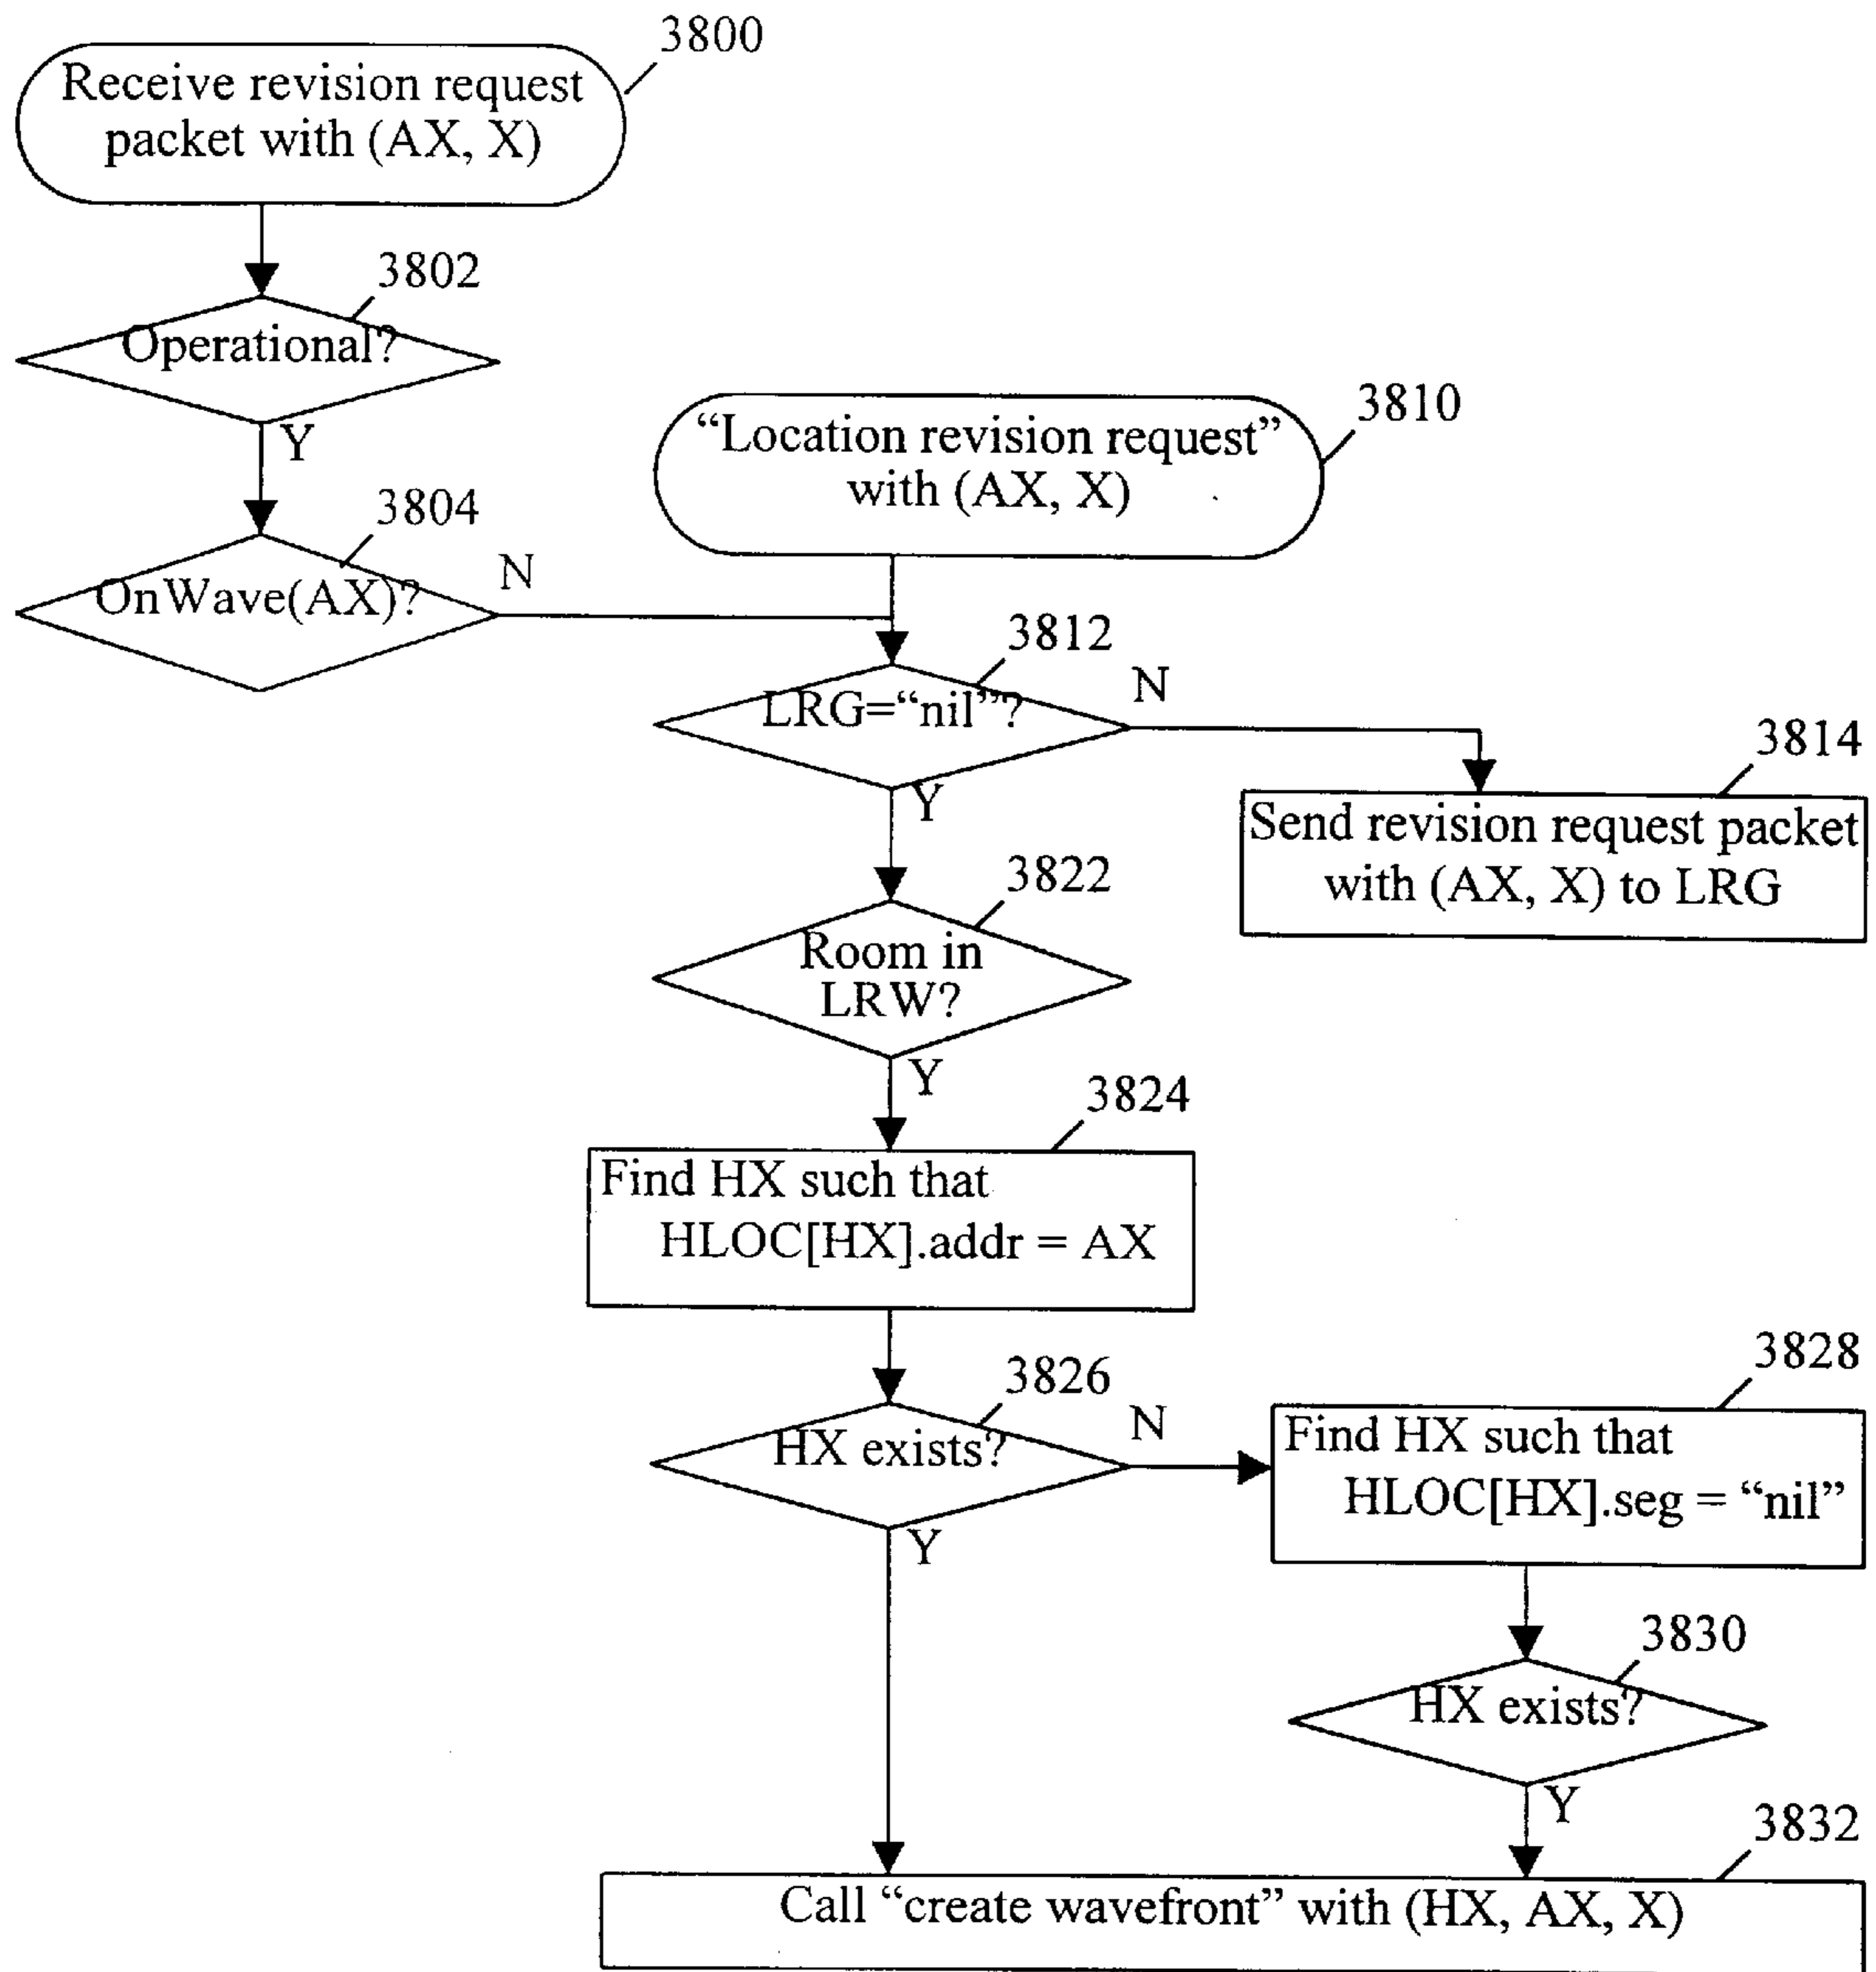 3800
Receive revision request
packet with (AX, X)
3802
Operational?
Y
3810
“Location revision request”
with (AX, X)
3804
OnWave(AX)?
N
3812
LRG=“nil”?
N
Y
3814
Send revision request packet
with (AX, X) to LRG
3822
Room in
LRW?
Y
3824
Find HX such that
HLOC[HX].addr = AX
3826
HX exists?
N
Y
3828
Find HX such that
HLOC[HX].seg = “nil”
3830
HX exists?
Y
3832
Call “create wavefront” with (HX, AX, X)